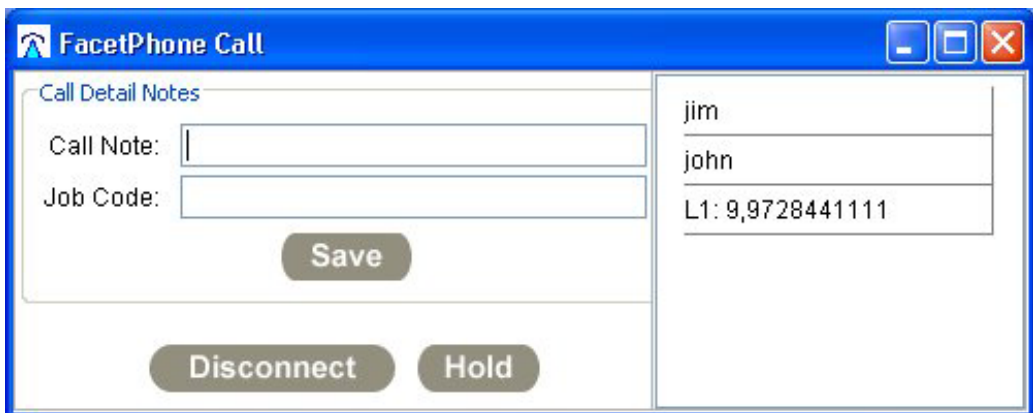 FacetPhone Call
Call Detail Notes
Call Note:
Job Code:
Save
Disconnect Hold
jim
john
L1: 9,9728441111